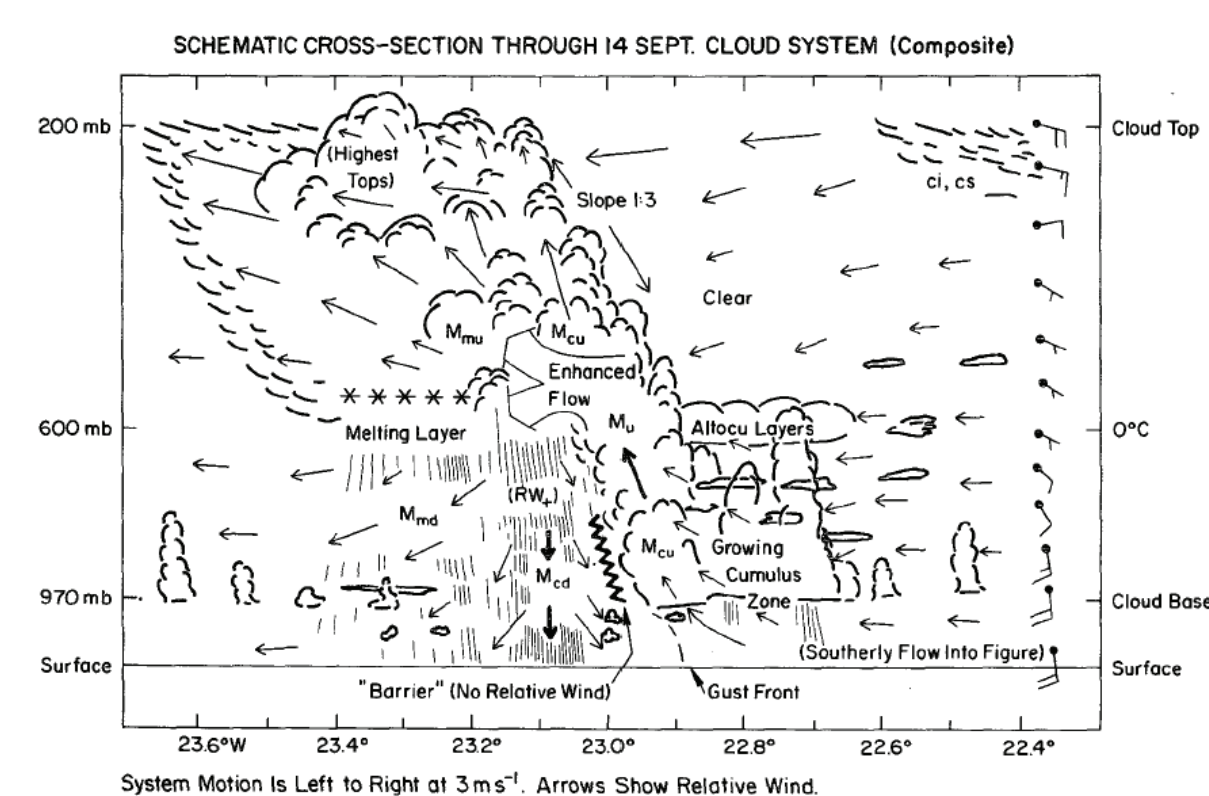 SCHEMATIC CROSS-SECTION THROUGH 14 SEPT. CLOUD SYSTEM (Composite)
200 mb
Cloud Top
(Highest
Tops)
ci, cs
Slope 1:3
Clear
Mmu
Mcu
Enhanced
Flow
Mu
Altocu Layers
600 mb
0°C
Melting Layer
(RW+)
Mmd
Mcu
Growing
Cumulus
Zone
Mcd
970 mb
Cloud Base
(Southerly Flow Into Figure)
Surface
Surface
"Barrier" (No Relative Wind)
Gust Front
23.6°W
23.4°
23.2°
23.0°
22.8°
22.6°
22.4°
System Motion Is Left to Right at 3 m s⁻¹. Arrows Show Relative Wind.